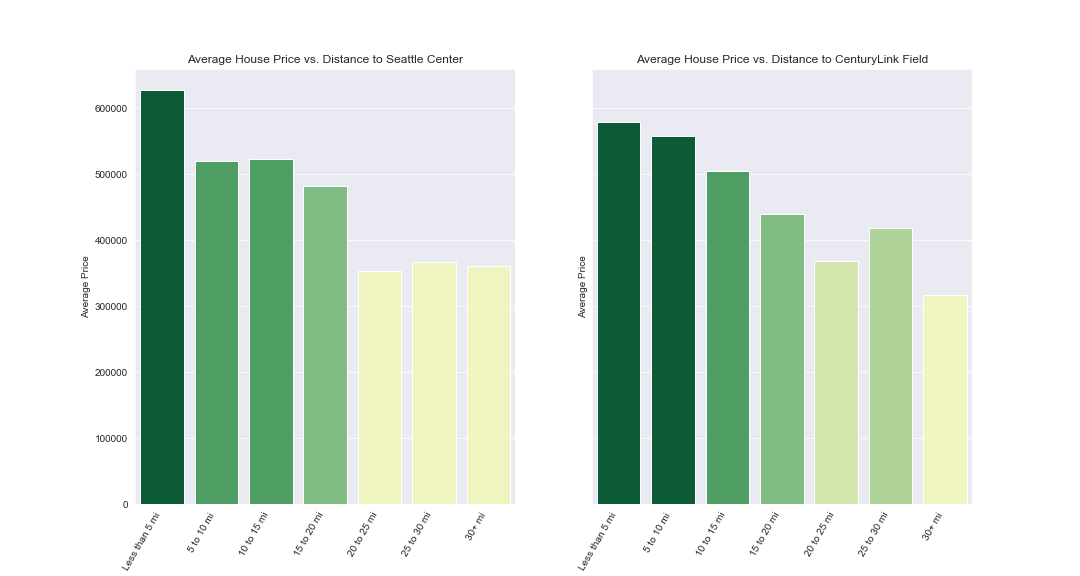 Average House Price vs. Distance to Seattle Center
Average Price
600000
500000
400000
300000
200000
100000
0
Less than 5 mi
5 to 10 mi
10 to 15 mi
15 to 20 mi
20 to 25 mi
25 to 30 mi
30+ mi
Average House Price vs. Distance to CenturyLink Field
Average Price
Less than 5 mi
5 to 10 mi
10 to 15 mi
15 to 20 mi
20 to 25 mi
25 to 30 mi
30+ mi